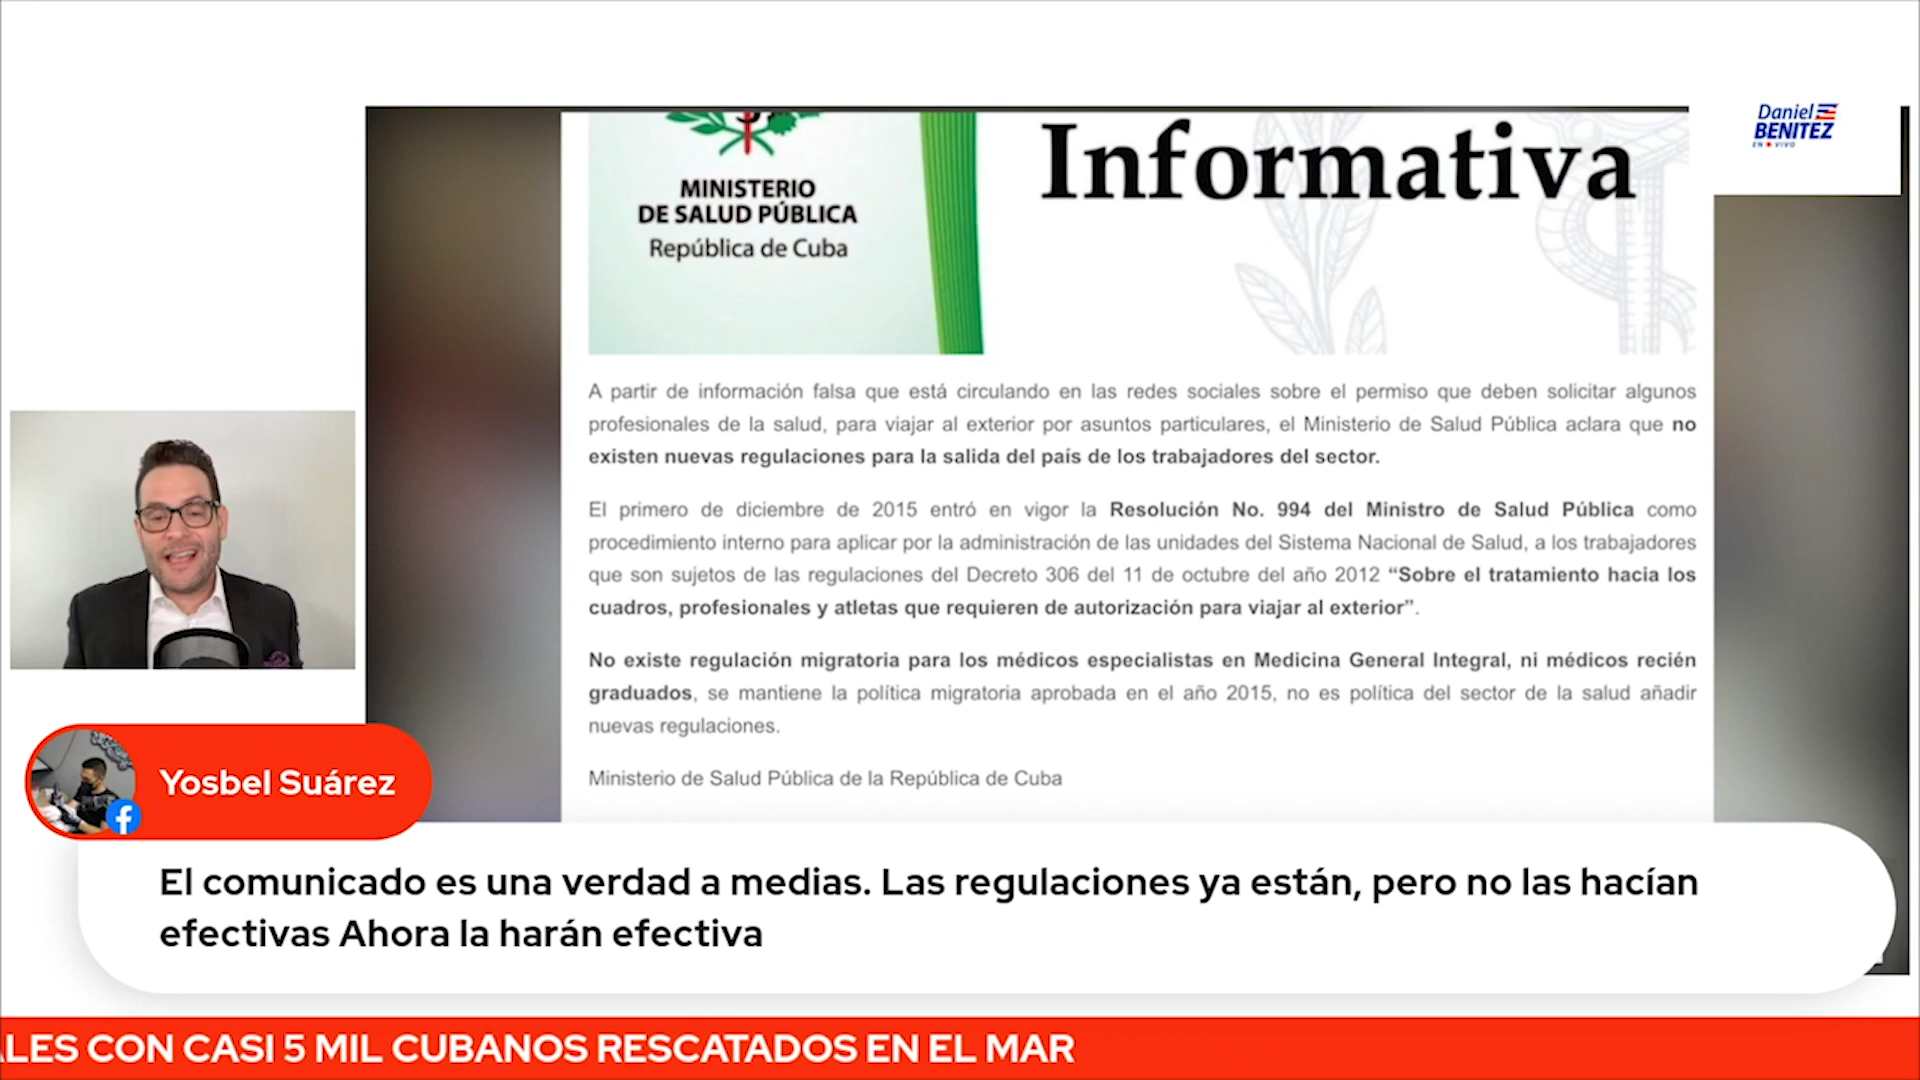 Informativa
MINISTERIO
DE SALUD PÚBLICA
República de Cuba
Daniel
BENITEZ
EN VIVO
A partir de información falsa que está circulando en las redes sociales sobre el permiso que deben solicitar algunos
profesionales de la salud, para viajar al exterior por asuntos particulares, el Ministerio de Salud Pública aclara que no
existen nuevas regulaciones para la salida del país de los trabajadores del sector.
El primero de diciembre de 2015 entró en vigor la Resolución No. 994 del Ministro de Salud Pública como
procedimiento interno para aplicar por la administración de las unidades del Sistema Nacional de Salud, a los trabajadores
que son sujetos de las regulaciones del Decreto 306 del 11 de octubre del año 2012 “Sobre el tratamiento hacia los
cuadros, profesionales y atletas que requieren de autorización para viajar al exterior”.
No existe regulación migratoria para los médicos especialistas en Medicina General Integral, ni médicos recién
graduados, se mantiene la política migratoria aprobada en el año 2015, no es política del sector de la salud añadir
nuevas regulaciones.
Ministerio de Salud Pública de la República de Cuba
Yosbel Suárez
El comunicado es una verdad a medias. Las regulaciones ya están, pero no las hacían
efectivas Ahora la harán efectiva
LES CON CASI 5 MIL CUBANOS RESCATADOS EN EL MAR